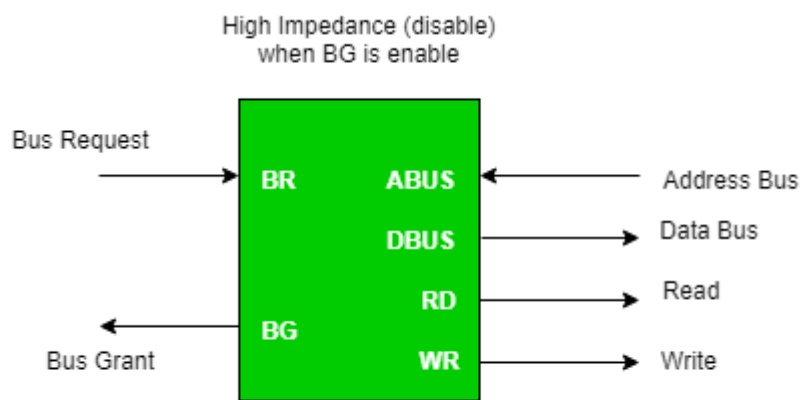 High Impedance (disable)
when BG is enable
Bus Request
BR
ABUS
Address Bus
DBUS
Data Bus
RD
Read
BG
Bus Grant
WR
Write